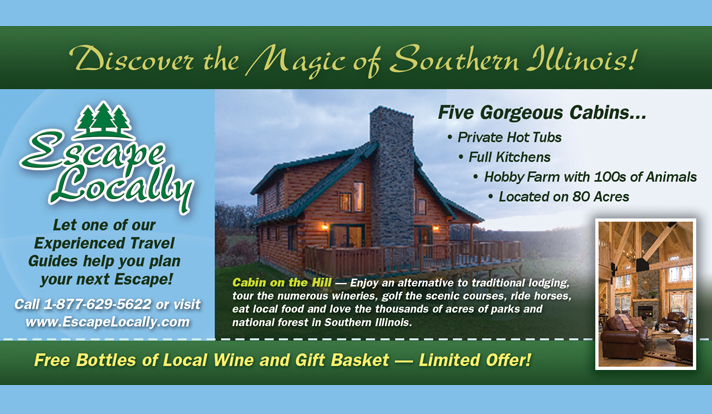 Discover the Magic of Southern Illinois!
Escape
Locally
Let one of our
Experienced Travel
Guides help you plan
your next Escape!
Call 1-877-629-5622 or visit
www.EscapeLocally.com
Five Gorgeous Cabins...
• Private Hot Tubs
• Full Kitchens
• Hobby Farm with 100s of Animals
• Located on 80 Acres
Cabin on the Hill — Enjoy an alternative to traditional lodging,
tour the numerous wineries, golf the scenic courses, ride horses,
eat local food and love the thousands of acres of parks and
national forest in Southern Illinois.
Free Bottles of Local Wine and Gift Basket — Limited Offer!